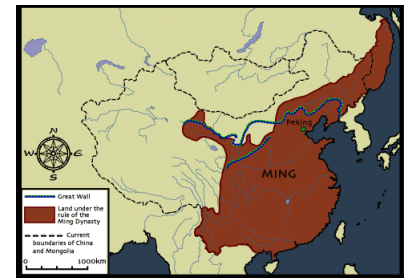 Peking
MING
N
W E
S
Great Wall
Land under the
rule of the
Ming Dynasty
Current
boundaries of China
and Mongolia
0 1000km